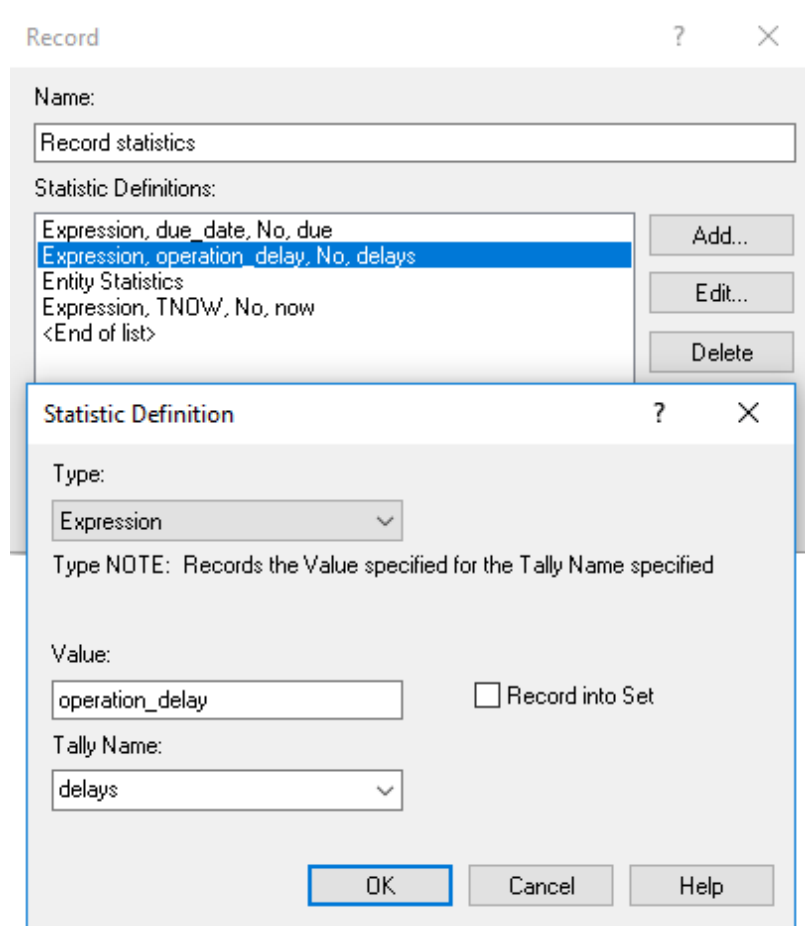 Record
?
Name:
Record statistics
Statistic Definitions:
Expression, due_date, No, due
Expression, operation_delay, No, delays
Entity Statistics
Expression, TNOW, No, now
<End of list>
Add...
Edit...
Delete
Statistic Definition
?
Type:
Expression
Type NOTE:  Records the Value specified for the Tally Name specified
Value:
operation_delay
Record into Set
Tally Name:
delays
OK
Cancel
Help